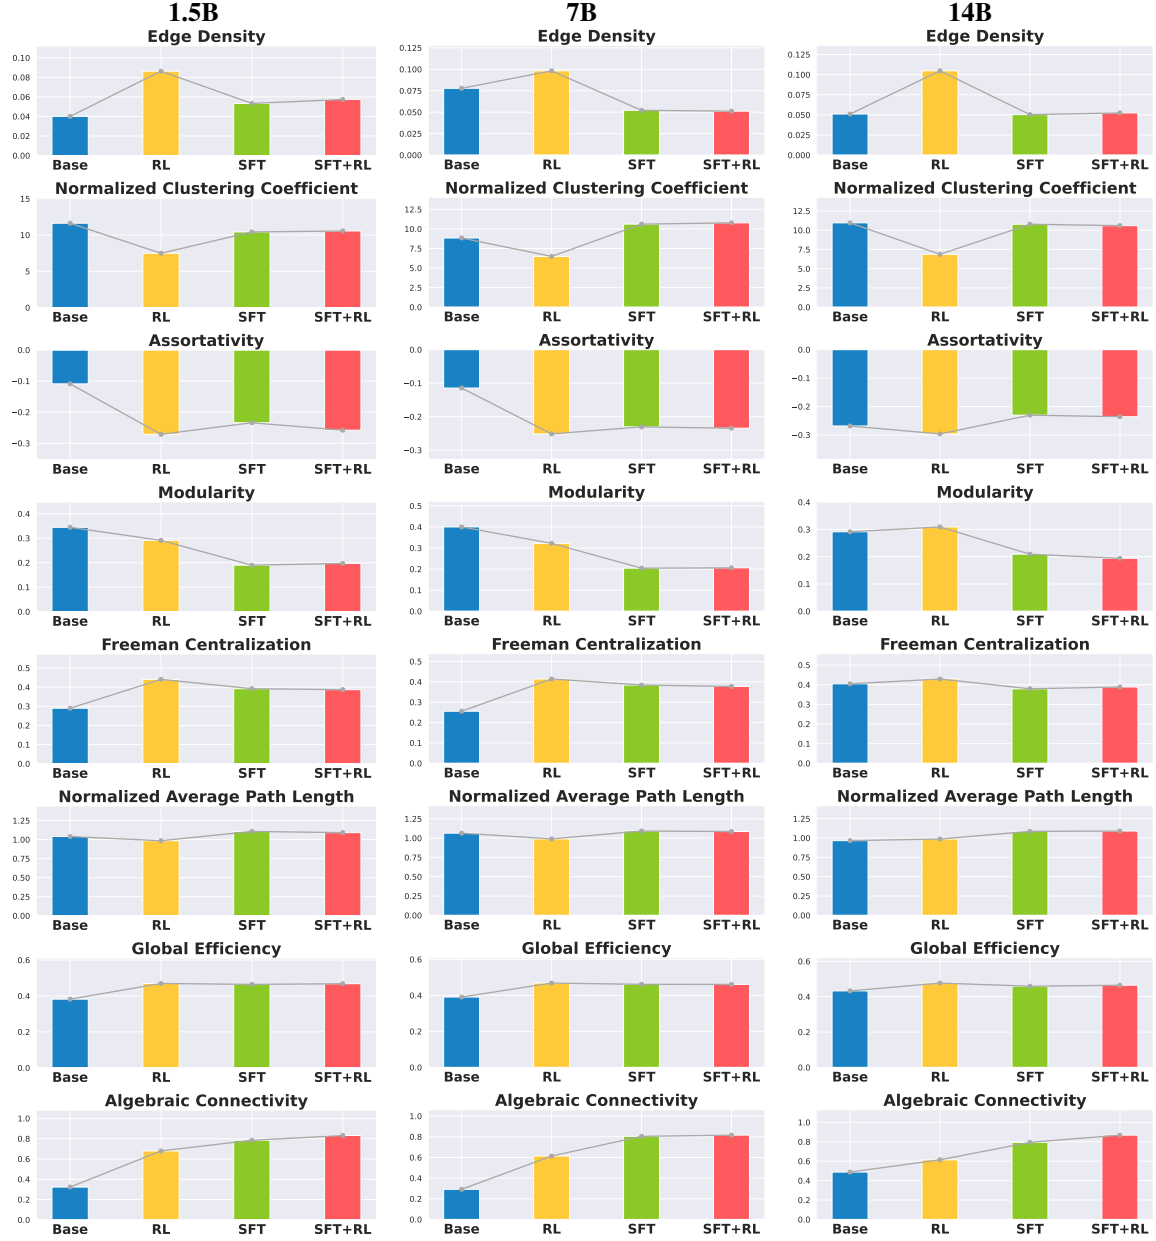 1.5B 7B 14B
Edge Density Edge Density Edge Density
0.10 0.08 0.06 0.04 0.02 0.00
0.125 0.100 0.075 0.050 0.025 0.000
0.125 0.100 0.075 0.050 0.025 0.000
Base RL SFT SFT+RL Base RL SFT SFT+RL Base RL SFT SFT+RL
Normalized Clustering Coefficient Normalized Clustering Coefficient Normalized Clustering Coefficient
15 10 5 0
12.5 10.0 7.5 5.0 2.5 0.0
12.5 10.0 7.5 5.0 2.5 0.0
Base RL SFT SFT+RL Base RL SFT SFT+RL Base RL SFT SFT+RL
Assortativity Assortativity Assortativity
0.0 −0.1 −0.2 −0.3
0.0 −0.1 −0.2 −0.3
0.0 −0.1 −0.2 −0.3
Base RL SFT SFT+RL Base RL SFT SFT+RL Base RL SFT SFT+RL
Modularity Modularity Modularity
0.4 0.3 0.2 0.1 0.0
0.5 0.4 0.3 0.2 0.1 0.0
0.4 0.3 0.2 0.1 0.0
Base RL SFT SFT+RL Base RL SFT SFT+RL Base RL SFT SFT+RL
Freeman Centralization Freeman Centralization Freeman Centralization
0.5 0.4 0.3 0.2 0.1 0.0
0.5 0.4 0.3 0.2 0.1 0.0
0.5 0.4 0.3 0.2 0.1 0.0
Base RL SFT SFT+RL Base RL SFT SFT+RL Base RL SFT SFT+RL
Normalized Average Path Length Normalized Average Path Length Normalized Average Path Length
1.25 1.00 0.75 0.50 0.25 0.00
1.25 1.00 0.75 0.50 0.25 0.00
1.25 1.00 0.75 0.50 0.25 0.00
Base RL SFT SFT+RL Base RL SFT SFT+RL Base RL SFT SFT+RL
Global Efficiency Global Efficiency Global Efficiency
0.6 0.4 0.2 0.0
0.6 0.4 0.2 0.0
0.6 0.4 0.2 0.0
Base RL SFT SFT+RL Base RL SFT SFT+RL Base RL SFT SFT+RL
Algebraic Connectivity Algebraic Connectivity Algebraic Connectivity
1.0 0.8 0.6 0.4 0.2 0.0
1.0 0.8 0.6 0.4 0.2 0.0
1.0 0.8 0.6 0.4 0.2 0.0
Base RL SFT SFT+RL Base RL SFT SFT+RL Base RL SFT SFT+RL